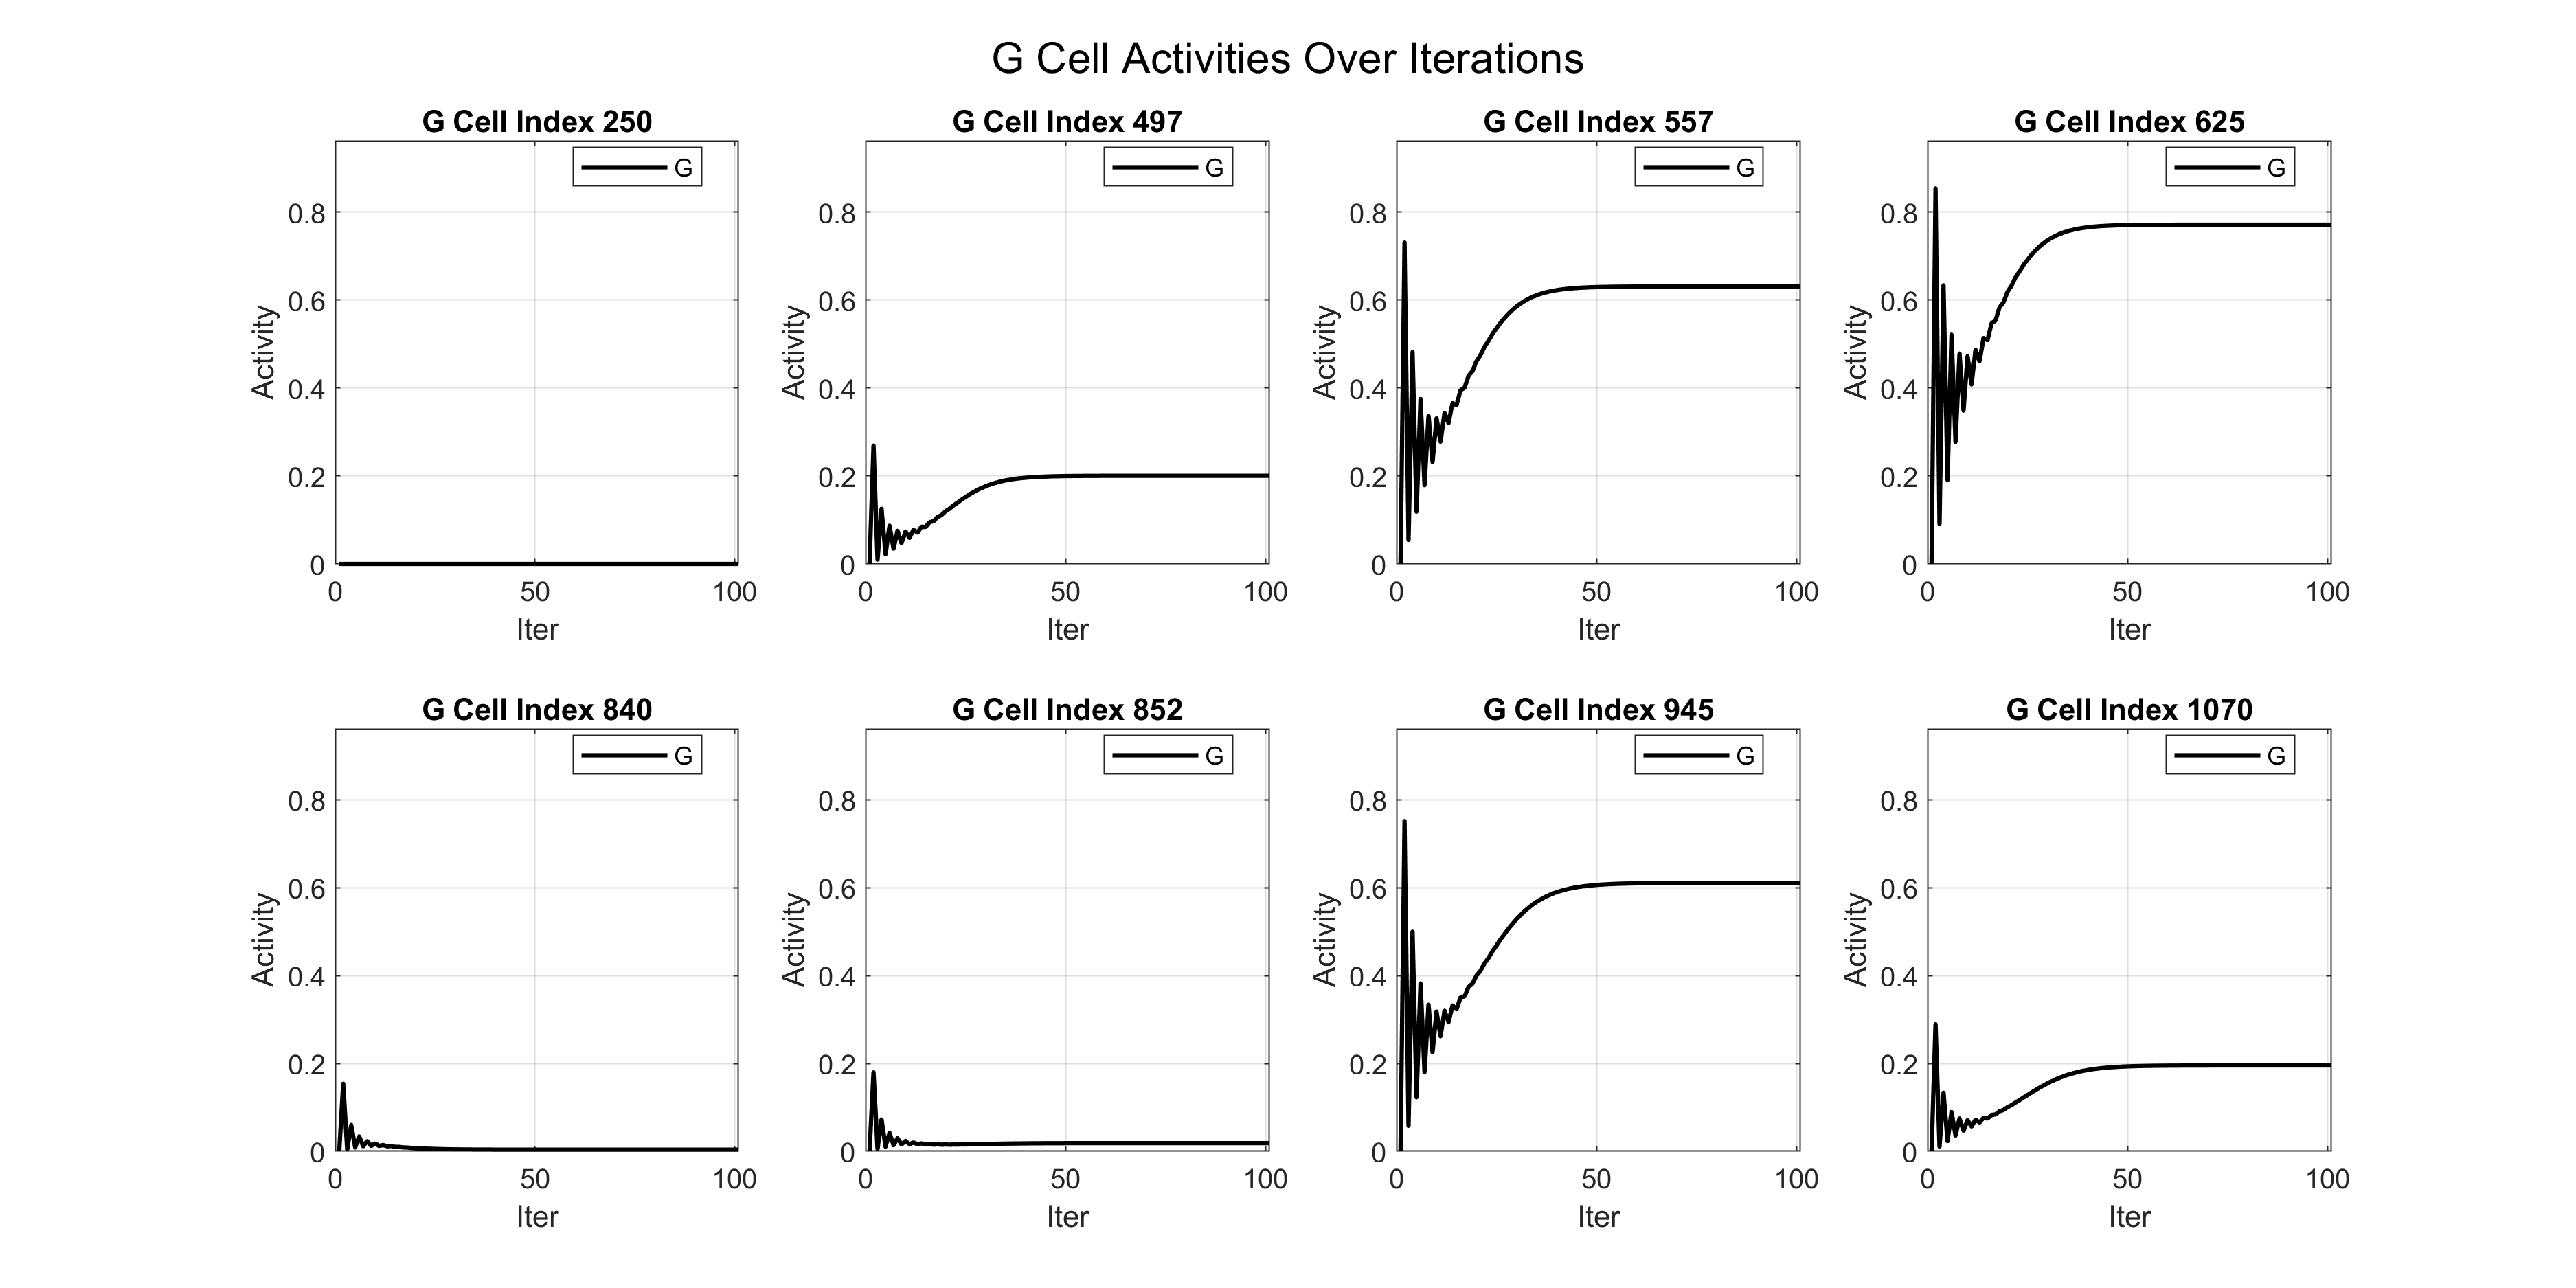 G Cell Activities Over Iterations
G Cell Index 250
G
0.8
0.6
0.4
0.2
0
Activity
0 50 100
Iter
G Cell Index 497
G
0.8
0.6
0.4
0.2
0
Activity
0 50 100
Iter
G Cell Index 557
G
0.8
0.6
0.4
0.2
0
Activity
0 50 100
Iter
G Cell Index 625
G
0.8
0.6
0.4
0.2
0
Activity
0 50 100
Iter
G Cell Index 840
G
0.8
0.6
0.4
0.2
0
Activity
0 50 100
Iter
G Cell Index 852
G
0.8
0.6
0.4
0.2
0
Activity
0 50 100
Iter
G Cell Index 945
G
0.8
0.6
0.4
0.2
0
Activity
0 50 100
Iter
G Cell Index 1070
G
0.8
0.6
0.4
0.2
0
Activity
0 50 100
Iter